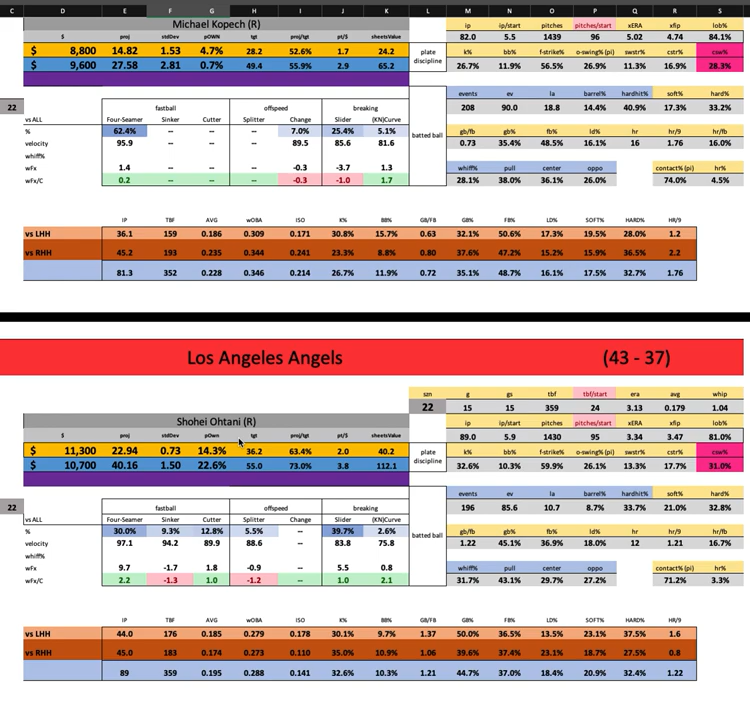 C D E F G H I J K L M N O P Q R S
Michael Kopech (R) ip ip/start pitches pitches/start xERA xfip lob%
$ proj stdDev pOWN tgt proj/tgt pt/$ sheetsValue 82.0 5.5 1439 96 5.02 4.74 84.1%
$ 8,800 14.82 1.53 4.7% 28.2 52.6% 1.7 24.2 plate discipline k% bb% f-strike% o-swing% (pi) swstr% cstr% csw%
$ 9,600 27.58 2.81 0.7% 49.4 55.9% 2.9 65.2 26.7% 11.9% 56.5% 26.9% 11.3% 16.9% 28.3%
events ev la barrel% hardhit% soft% hard%
22 fastball offspeed breaking 208 90.0 18.8 14.4% 40.9% 17.3% 33.2%
vs ALL Four-Seamer Sinker Cutter Splitter Change Slider (KN)Curve
% 62.4% -- -- -- 7.0% 25.4% 5.1% batted ball gb/fb gb% fb% ld% hr hr/9 hr/fb
velocity 95.9 89.5 85.6 81.6 0.73 35.4% 48.5% 16.1% 16 1.76 16.0%
whiff%
wFx 1.4 -- -- -- -0.3 -3.7 1.3 whiff% pull center oppo contact% (pi) hr%
wFx/C 0.2 -- -- -- -0.3 -1.0 1.7 28.1% 38.0% 36.1% 26.0% 74.0% 4.5%
IP TBF AVG wOBA ISO K% BB% GB/FB GB% FB% LD% SOFT% HARD% HR/9
vs LHH 36.1 159 0.186 0.309 0.171 30.8% 15.7% 0.63 32.1% 50.6% 17.3% 19.5% 28.0% 1.2
vs RHH 45.2 193 0.235 0.344 0.241 23.3% 8.8% 0.80 37.6% 47.2% 15.2% 15.9% 36.5% 2.2
81.3 352 0.228 0.346 0.214 26.7% 11.9% 0.72 35.1% 48.7% 16.1% 17.5% 32.7% 1.76
Los Angeles Angels (43 - 37)
szn g gs tbf tbf/start era avg whip
22 15 15 359 24 3.13 0.179 1.04
Shohei Ohtani (R) ip ip/start pitches pitches/start xERA xfip lob%
$ proj stdDev pOwn tgt proj/tgt pt/$ sheetsValue 89.0 5.9 1430 95 3.34 3.47 81.0%
$ 11,300 22.94 0.73 14.3% 36.2 63.4% 2.0 40.2 plate discipline k% bb% f-strike% o-swing% (pi) swstr% cstr% csw%
$ 10,700 40.16 1.50 22.6% 55.0 73.0% 3.8 112.1 32.6% 10.3% 59.9% 26.1% 13.3% 17.7% 31.0%
events ev la barrel% hardhit% soft% hard%
22 fastball offspeed breaking 196 85.6 10.7 8.7% 33.7% 21.0% 32.8%
vs ALL Four-Seamer Sinker Cutter Splitter Change Slider (KN)Curve
% 30.0% 9.3% 12.8% 5.5% -- 39.7% 2.6% batted ball gb/fb gb% fb% ld% hr hr/9 hr/fb
velocity 97.1 94.2 89.9 88.6 83.8 75.8 1.22 45.1% 36.9% 18.0% 12 1.21 16.7%
whiff%
wFx 9.7 -1.7 1.8 -0.9 5.5 0.8 whiff% pull center oppo contact% (pi) hr%
wFx/C 2.2 -1.3 1.0 -1.2 -- 1.0 2.1 31.7% 43.1% 29.7% 27.2% 71.2% 3.3%
IP TBF AVG wOBA ISO K% BB% GB/FB GB% FB% LD% SOFT% HARD% HR/9
vs LHH 44.0 176 0.185 0.279 0.178 30.1% 9.7% 1.37 50.0% 36.5% 13.5% 23.1% 37.5% 1.6
vs RHH 45.0 183 0.174 0.273 0.110 35.0% 10.9% 1.06 39.6% 37.4% 23.1% 18.7% 27.5% 0.8
89 359 0.195 0.288 0.141 32.6% 10.3% 1.21 44.7% 37.0% 18.4% 20.9% 32.4% 1.22